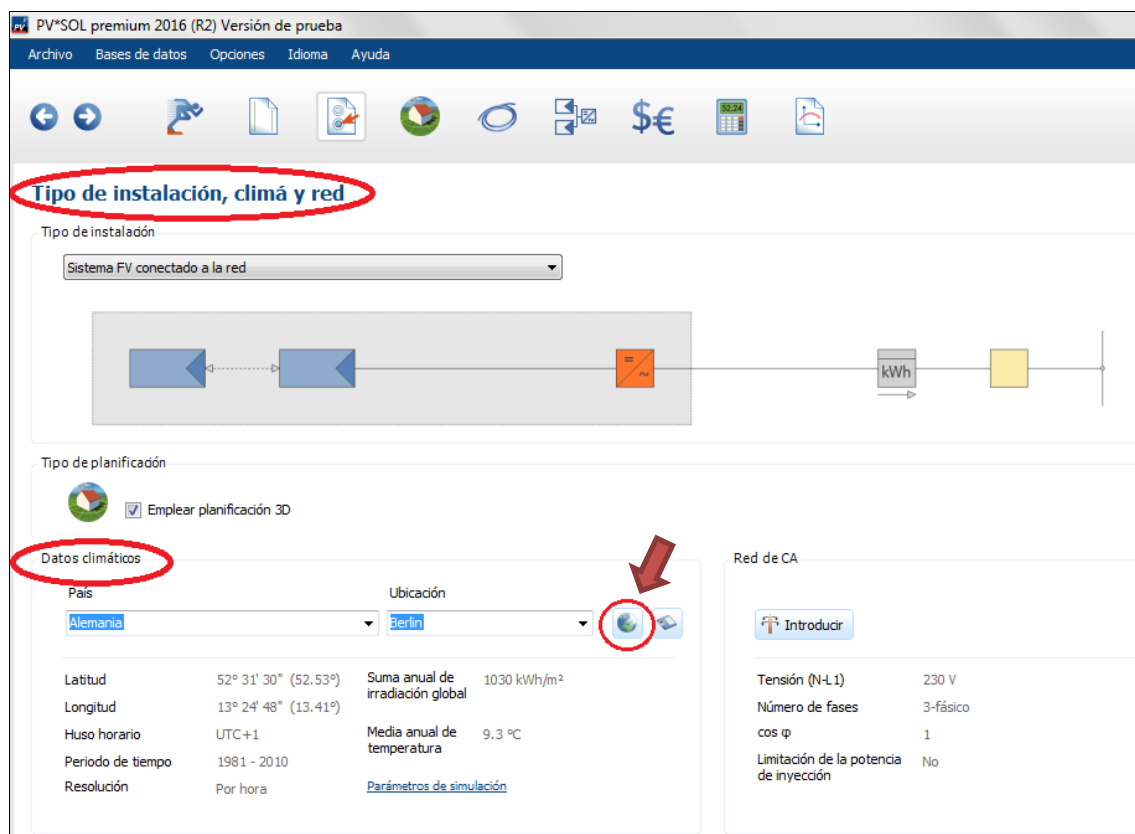 PV PV*SOL premium 2016 (R2) Versión de prueba
Archivo Bases de datos Opciones Idioma Ayuda
$€ 52,24
Tipo de instalación, climá y red
Tipo de instalación
Sistema FV conectado a la red
= ~ kWh
Tipo de planificación
Emplear planificación 3D
Datos climáticos
País Ubicación
Alemania Berlin
Latitud 52° 31' 30" (52.53°)
Longitud 13° 24' 48" (13.41°)
Huso horario UTC+1
Periodo de tiempo 1981 - 2010
Resolución Por hora
Suma anual de
irradiación global 1030 kWh/m²
Media anual de
temperatura 9.3 °C
Parámetros de simulación
Red de CA
Introducir
Tensión (N-L1) 230 V
Número de fases 3-fásico
cos φ 1
Limitación de la potencia
de inyección No